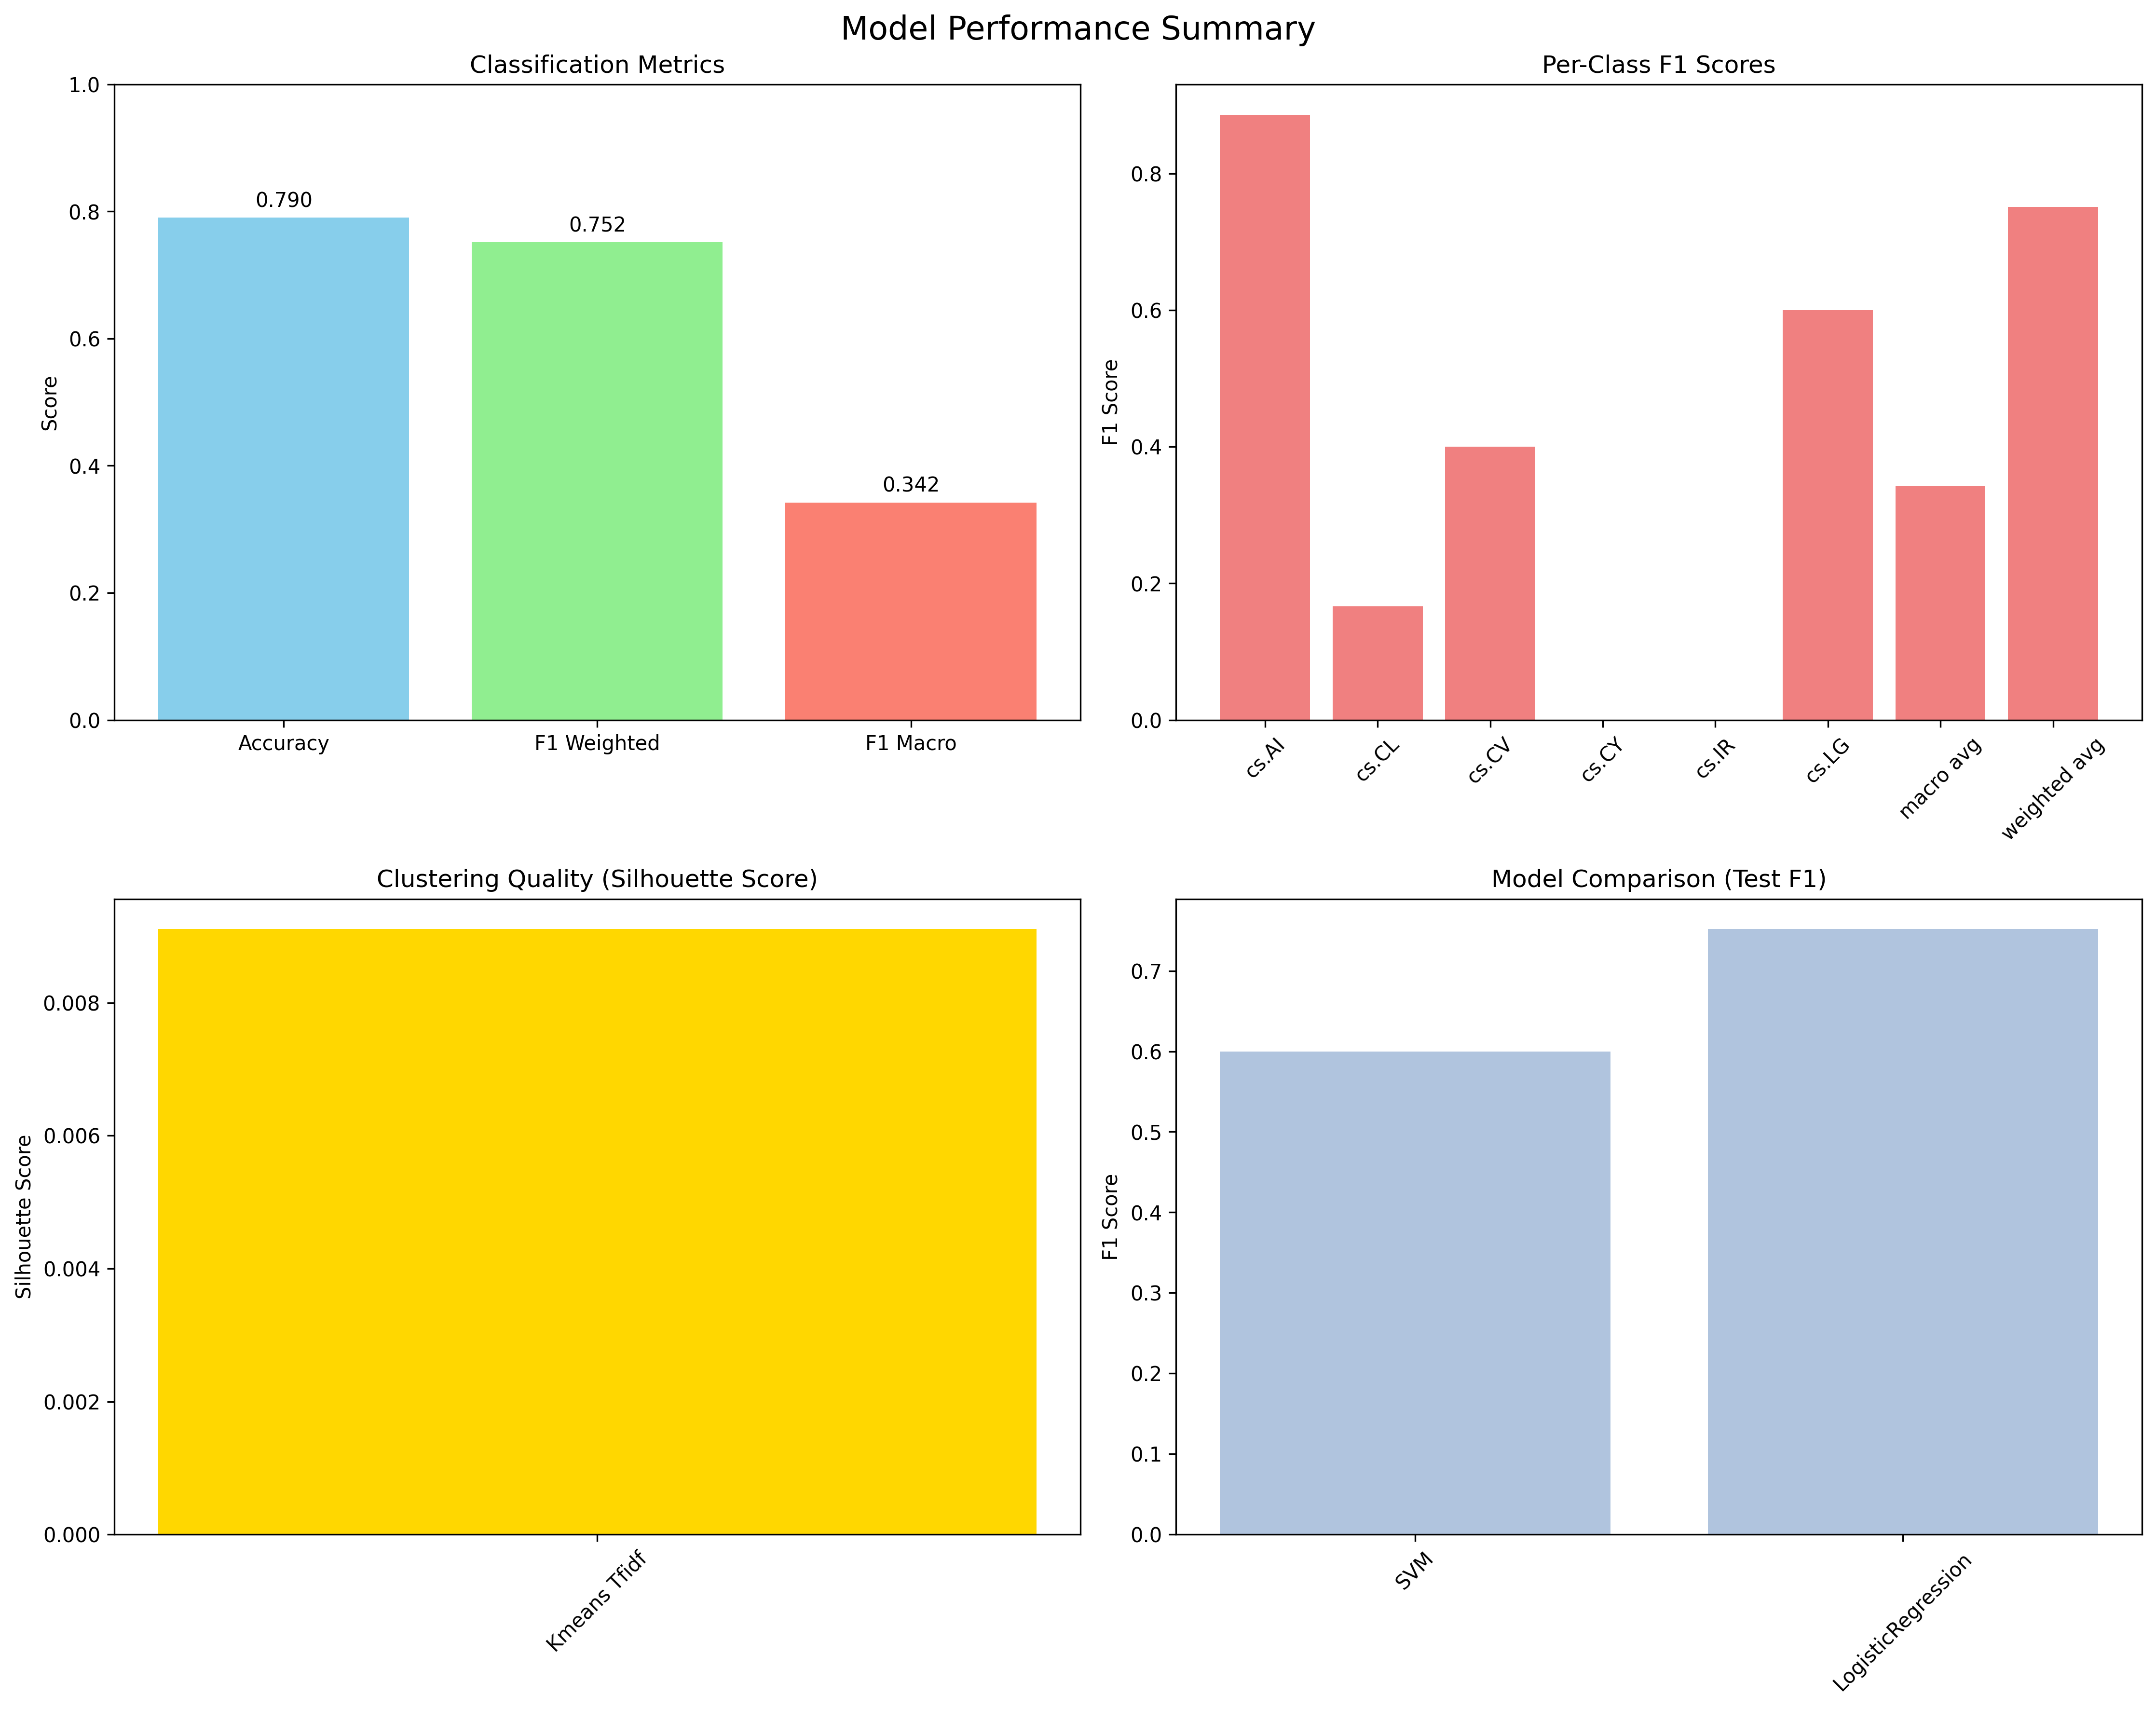 Model Performance Summary
Classification Metrics
Score
1.0
0.8
0.6
0.4
0.2
0.0
0.790
0.752
0.342
Accuracy
F1 Weighted
F1 Macro
Per-Class F1 Scores
F1 Score
0.8
0.6
0.4
0.2
0.0
cs.AI
cs.CL
cs.CV
cs.CY
cs.IR
cs.LG
macro avg
weighted avg
Clustering Quality (Silhouette Score)
Silhouette Score
0.008
0.006
0.004
0.002
0.000
Kmeans Tfidf
Model Comparison (Test F1)
F1 Score
0.7
0.6
0.5
0.4
0.3
0.2
0.1
0.0
SVM
LogisticRegression